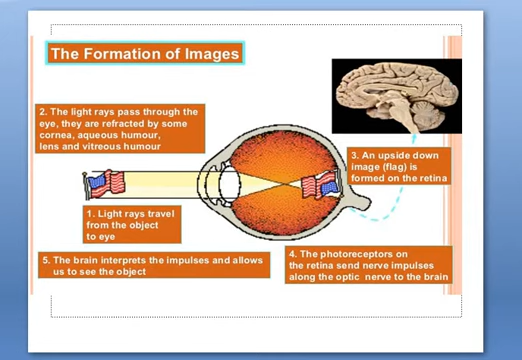 The Formation of Images
2. The light rays pass through the
eye, they are refracted by some
cornea, aqueous humour,
lens and vitreous humour
3. An upside down
image (flag) is
formed on the retina
1. Light rays travel
from the object
to eye
4. The photoreceptors on
the retina send nerve impulses
along the optic nerve to the brain
5. The brain interprets the impulses and allows
us to see the object